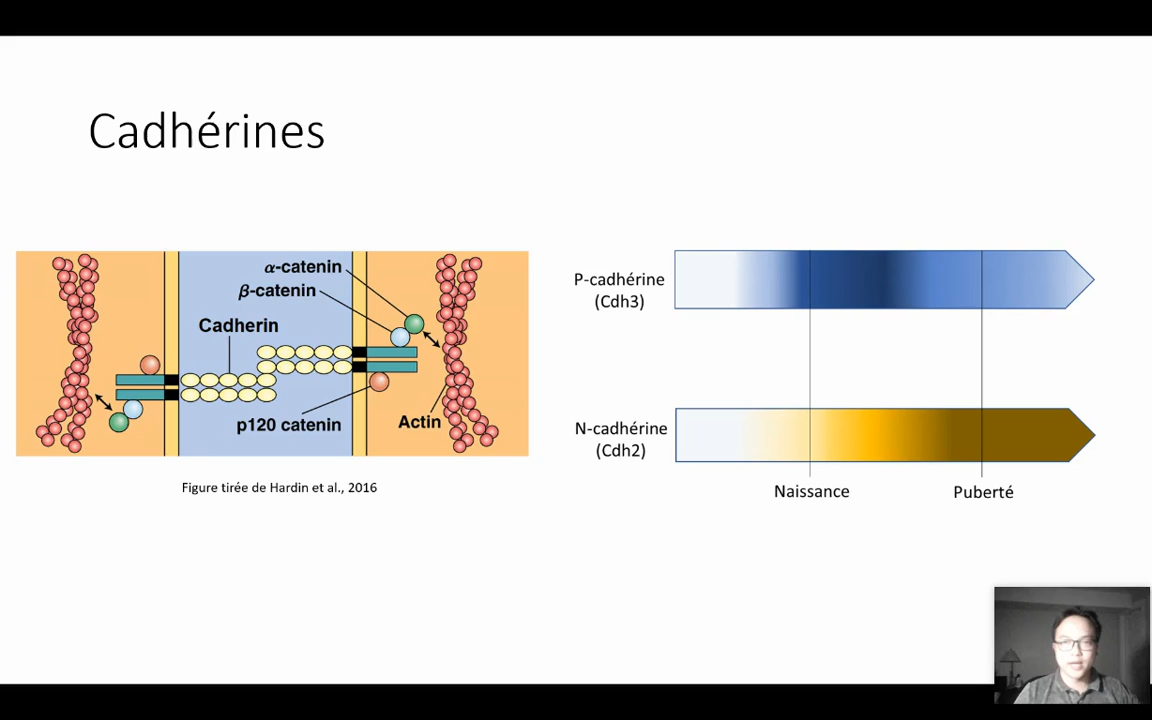 Cadhérines
α-catenin
β-catenin
Cadherin
p120 catenin
Actin
Figure tirée de Hardin et al., 2016
P-cadhérine
(Cdh3)
N-cadhérine
(Cdh2)
Naissance
Puberté